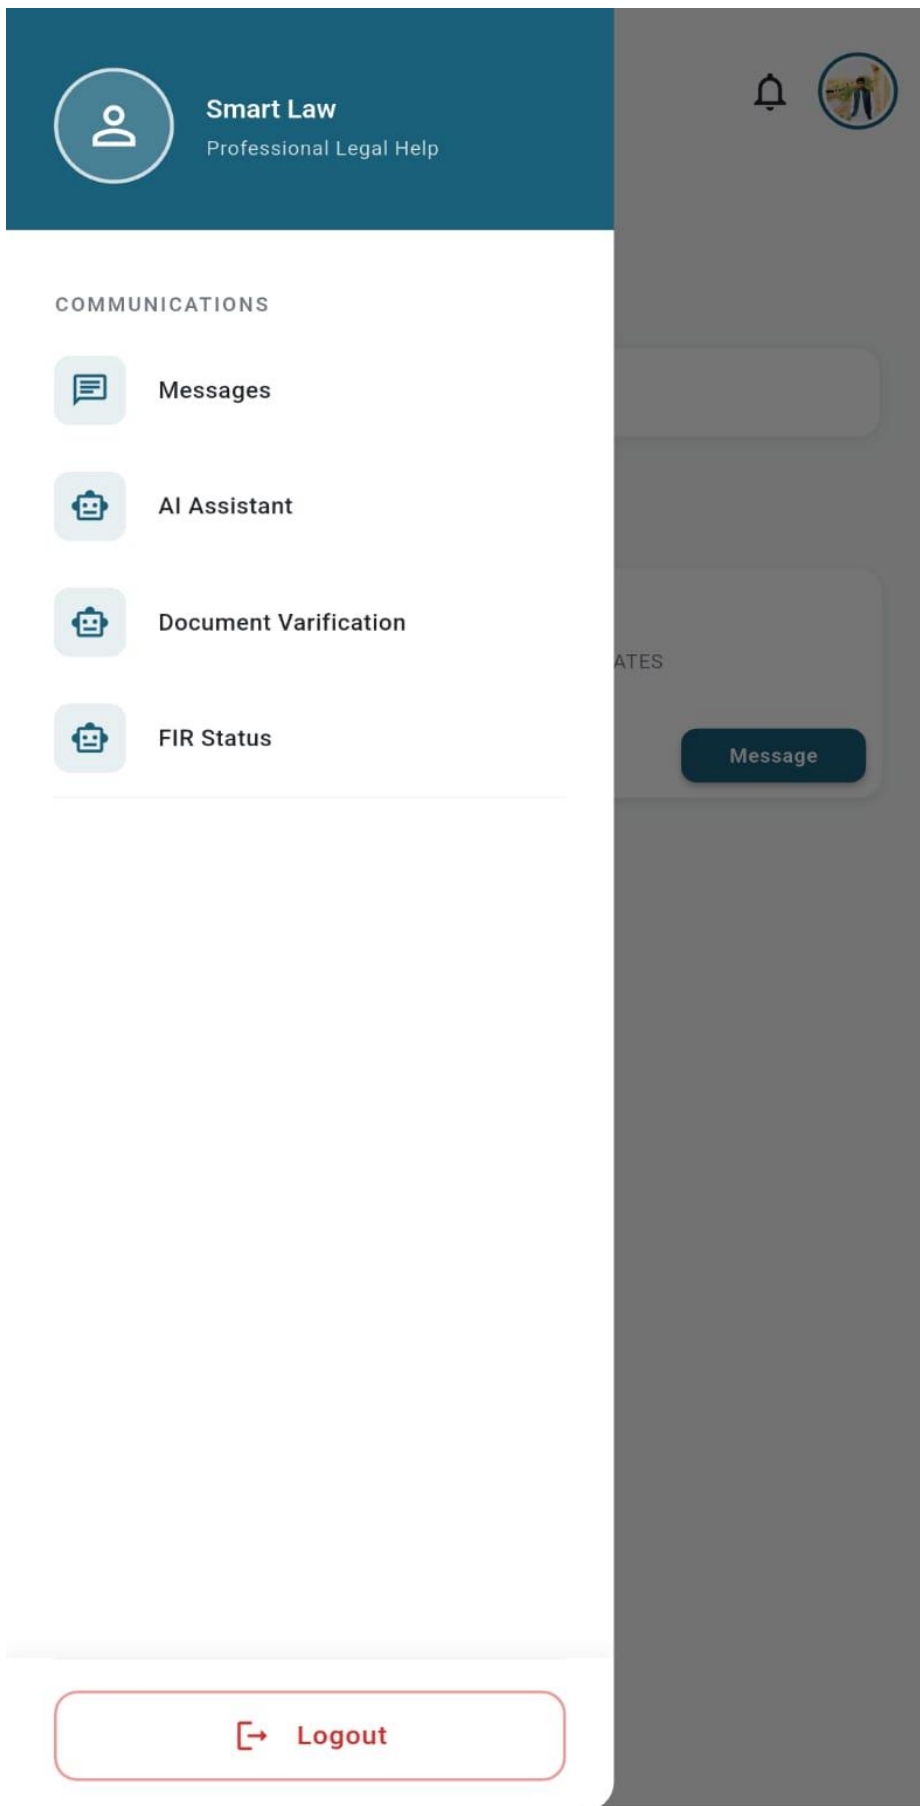 Smart Law
Professional Legal Help
COMMUNICATIONS
Messages
AI Assistant
Document Varification
FIR Status
ATES
Message
Logout